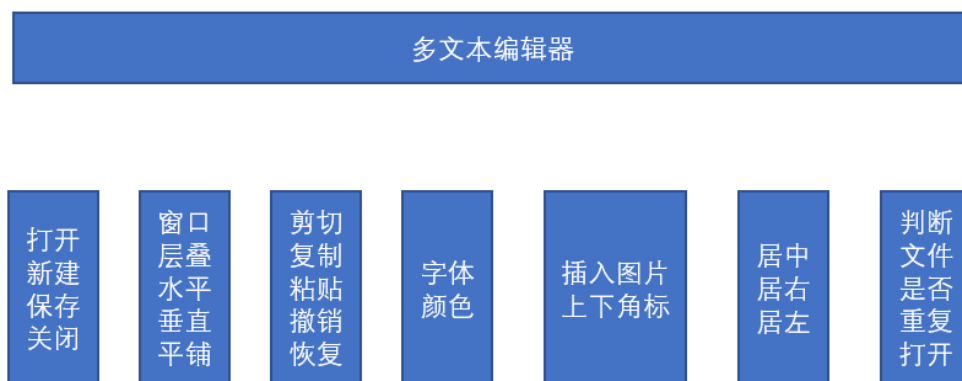 多文本编辑器
打开
新建
保存
关闭
窗口
层叠
水平
垂直
平铺
剪切
复制
粘贴
撤销
恢复
字体
颜色
插入图片
上下角标
居中
居右
居左
判断
文件
是否
重复
打开